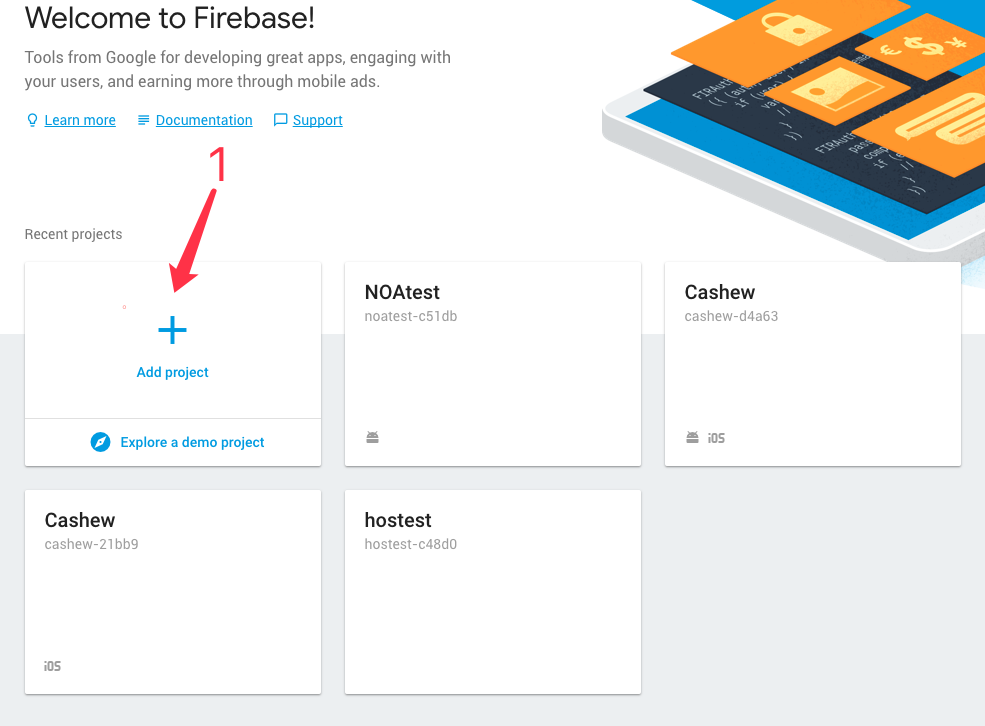 Welcome to Firebase!
Tools from Google for developing great apps, engaging with
your users, and earning more through mobile ads.
Learn more Documentation Support
1
Recent projects
Add project
Explore a demo project
NOAtest
noatest-c51db
Cashew
cashew-d4a63
iOS
Cashew
cashew-21bb9
iOS
hostest
hostest-c48d0